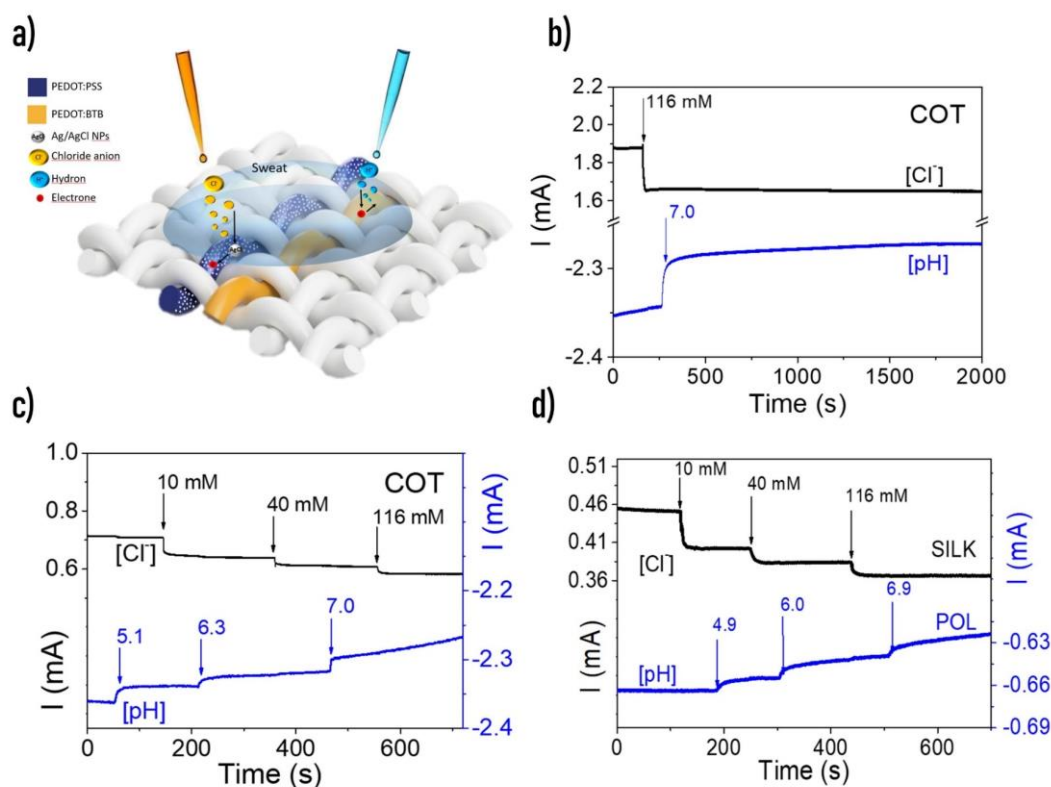 a)
PEDOT:PSS
PEDOT:BTB
Ag/AgCl NPs
Chloride anion
Hydron
Electrone
Sweat
Cl⁻
b)
2.2
2.0
1.8
1.6
-2.3
-2.4
I (mA)
116 mM
COT
[Cl⁻]
7.0
[pH]
0 500 1000 1500 2000
Time (s)
c)
1.0
0.8
0.6
I (mA)
10 mM
40 mM
116 mM
COT
[Cl⁻]
5.1
6.3
7.0
[pH]
I (mA)
-2.2
-2.3
-2.4
0 200 400 600
Time (s)
d)
0.51
0.46
0.41
0.36
I (mA)
10 mM
40 mM
116 mM
SILK
[Cl⁻]
4.9
6.0
6.9
POL
[pH]
I (mA)
-0.63
-0.66
-0.69
0 200 400 600
Time (s)